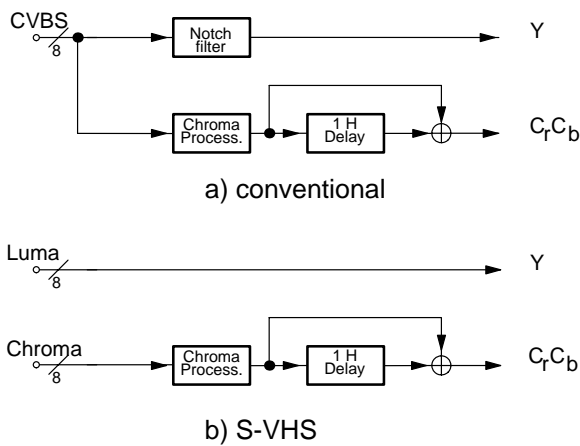 CVBS
8
Notch
filter
Y
Chroma
Process.
1 H
Delay
CrCb
a) conventional
Luma
8
Y
Chroma
8
Chroma
Process.
1 H
Delay
CrCb
b) S-VHS